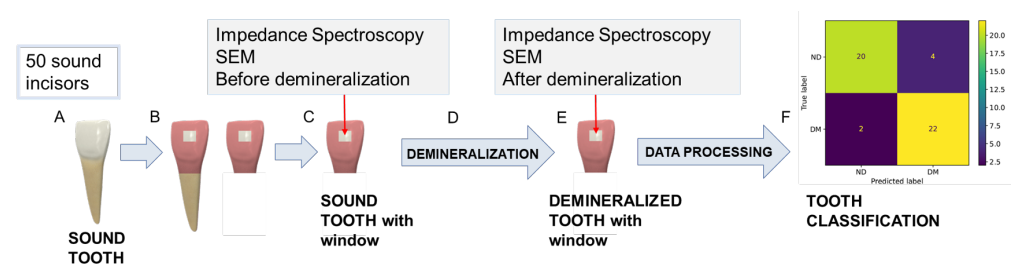 50 sound
incisors
Impedance Spectroscopy
SEM
Before demineralization
Impedance Spectroscopy
SEM
After demineralization
A
B
C
D
E
F
SOUND
TOOTH
SOUND
TOOTH with
window
DEMINERALIZATION
DEMINERALIZED
TOOTH with
window
DATA PROCESSING
True label
ND
DM
20
4
2
22
ND
DM
Predicted label
20.0
17.5
15.0
12.5
10.0
7.5
5.0
2.5
TOOTH
CLASSIFICATION